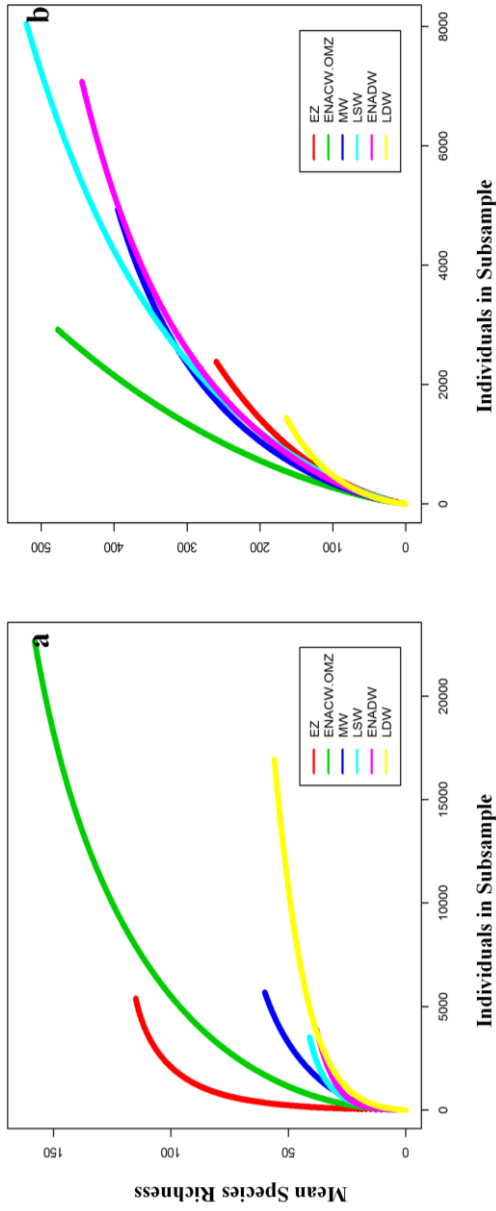 a
Mean Species Richness
150
100
50
0
0
5000
10000
15000
20000
Individuals in Subsample
EZ
ENACW.OMZ
MW
LSW
ENADW
LDW
b
500
400
300
200
100
0
0
2000
4000
6000
8000
Individuals in Subsample
EZ
ENACW.OMZ
MW
LSW
ENADW
LDW